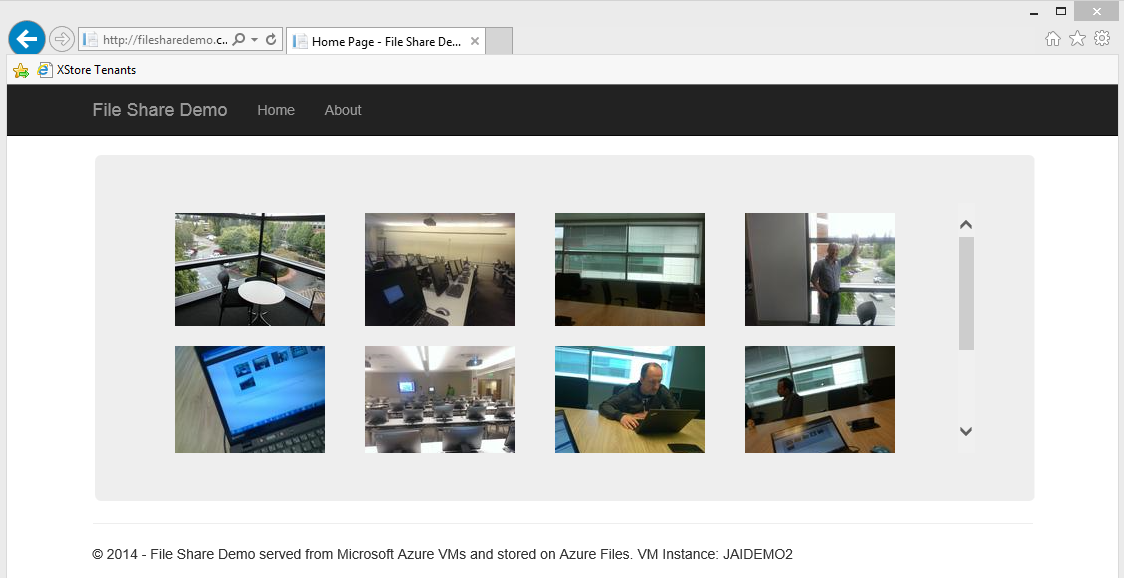 http://filesharedemo.c..
Home Page - File Share De...
XStore Tenants
File Share Demo Home About
© 2014 - File Share Demo served from Microsoft Azure VMs and stored on Azure Files. VM Instance: JAIDEMO2